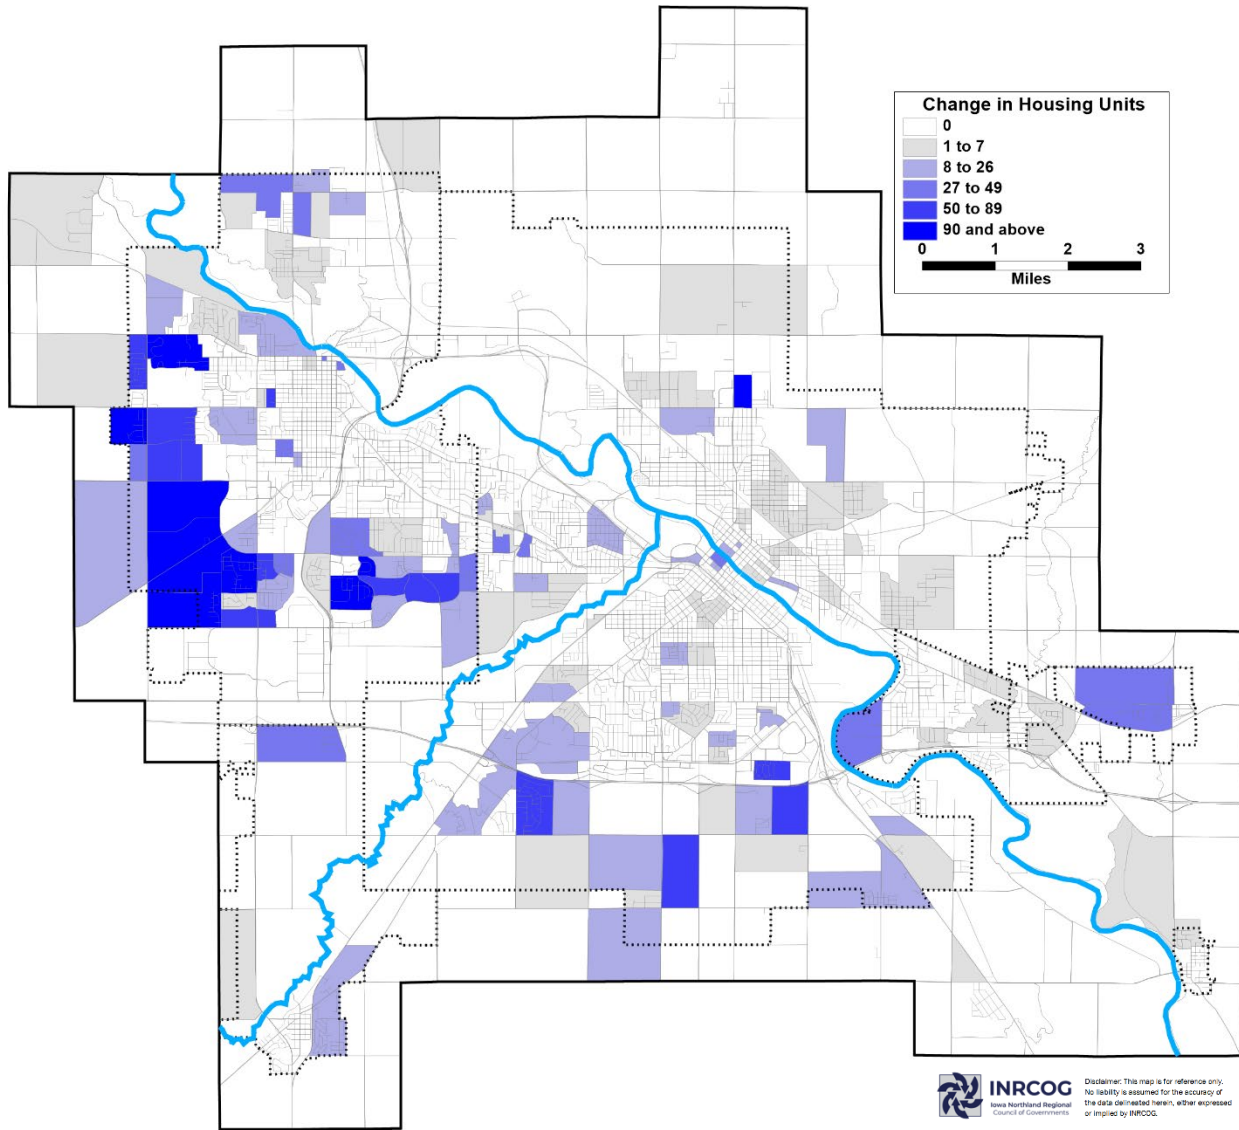 Change in Housing Units
0
1 to 7
8 to 26
27 to 49
50 to 89
90 and above
0 1 2 3
Miles
INRCOG
Iowa Northland Regional
Council of Governments
Disclaimer: This map is for reference only.
No liability is assumed for the accuracy of
the data delineated herein, either expressed
or implied by INRCOG.